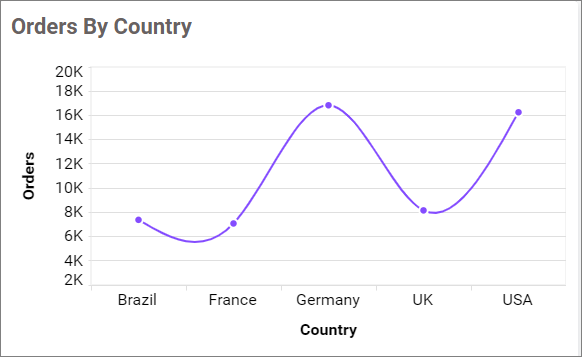 Orders By Country
20K
18K
16K
14K
12K
10K
8K
6K
4K
2K
Orders
Brazil France Germany UK USA
Country